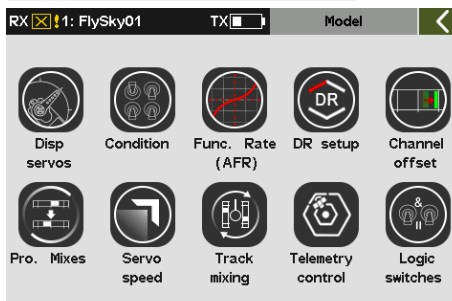 RX !1: FlySky01 TX Model
DR
Disp Condition Func. Rate DR setup Channel
servos (AFR) offset
&
II
Pro. Mixes Servo Track Telemetry Logic
speed mixing control switches